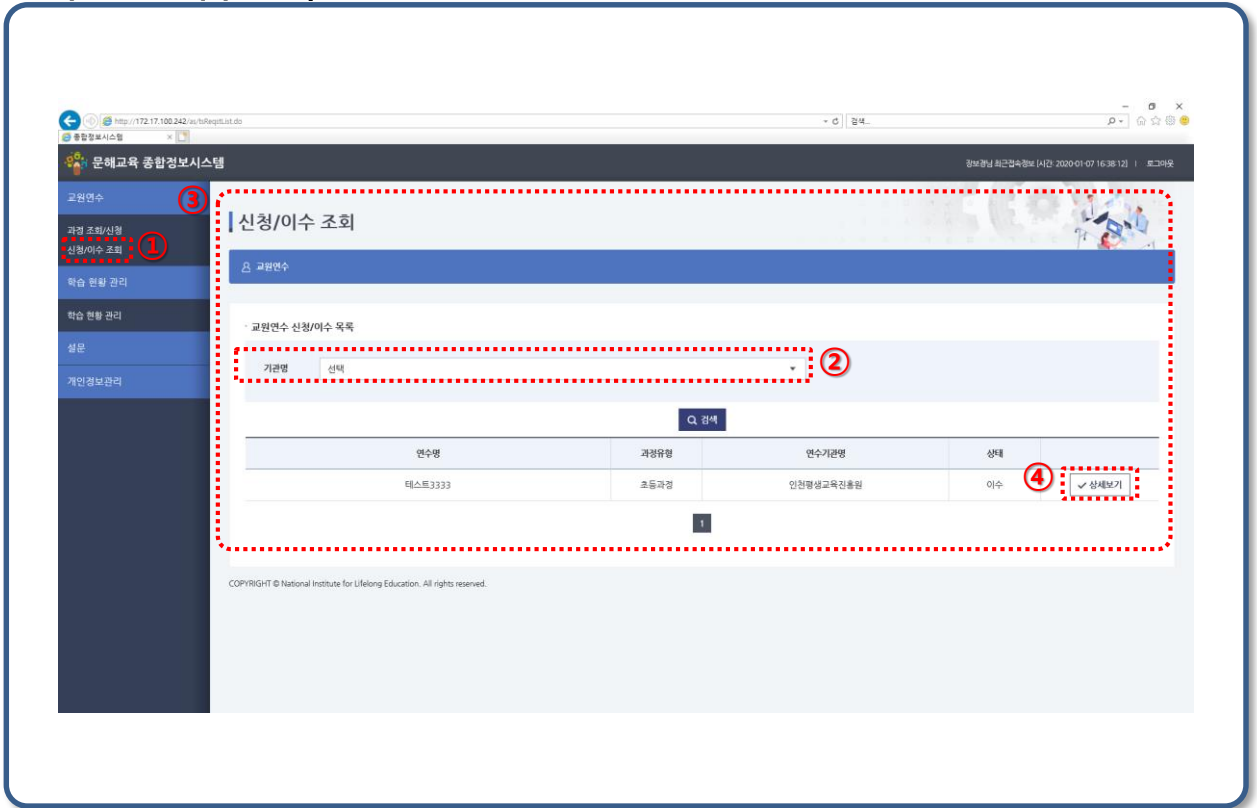 http://172.17.100.242/as/tsReqstList.do
검색...
종합정보시스템
문해교육 종합정보시스템
장보경님 최근접속정보 [시간: 2020-01-07 16:38:12] | 로그아웃
교원연수
③
과정 조회/신청
신청/이수 조회
①
학습 현황 관리
학습 현황 관리
설문
개인정보관리
신청/이수 조회
교원연수
· 교원연수 신청/이수 목록
기관명 선택
②
검색
연수명 과정유형 연수기관명 상태
테스트3333 초등과정 인천평생교육진흥원 이수 ④ 상세보기
1
COPYRIGHT © National Institute for Lifelong Education. All rights reserved.